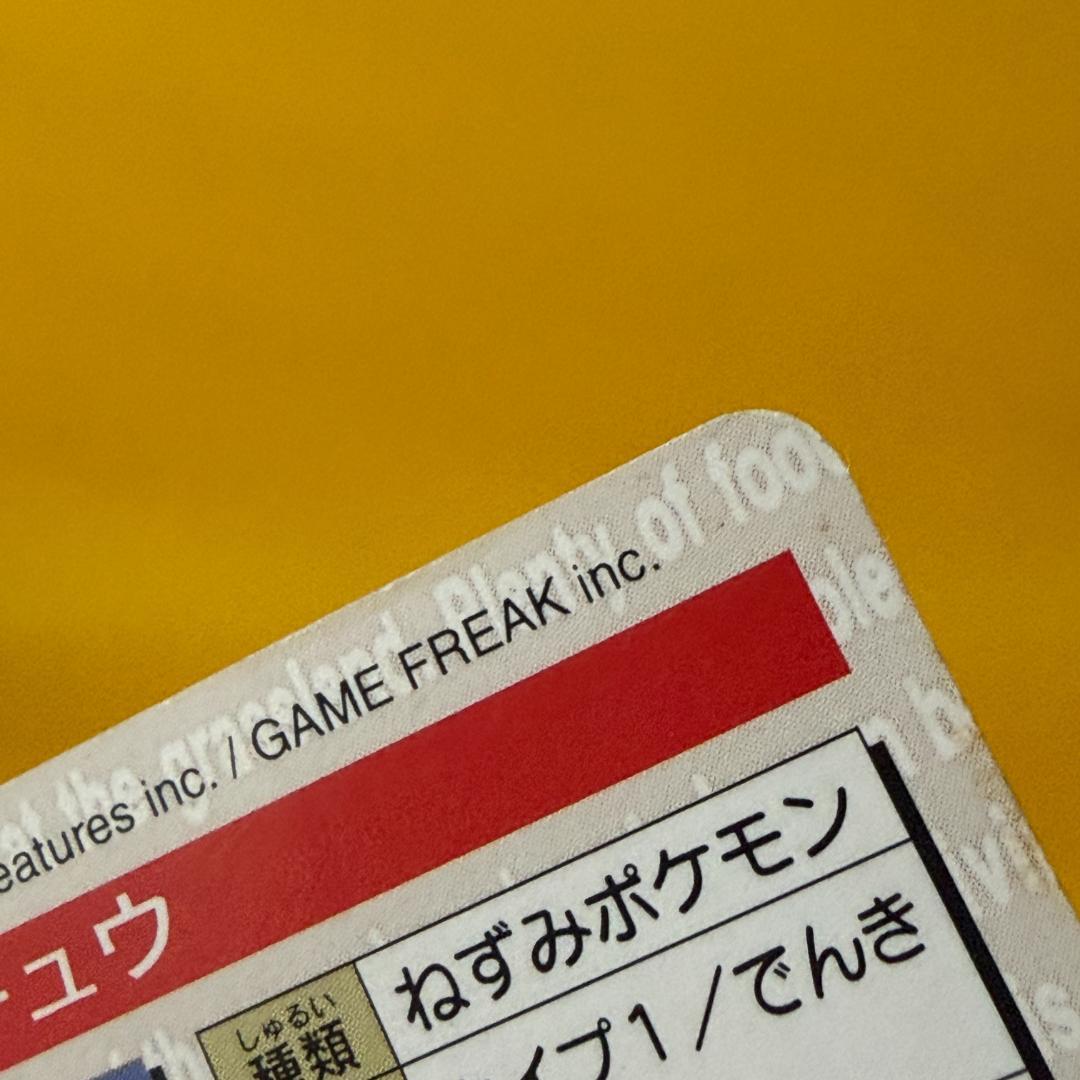 eatures inc. / GAME FREAK inc.
Plenty of foo
ュウ
しゅるい
種類
ねずみポケモン
イプ1/でんき